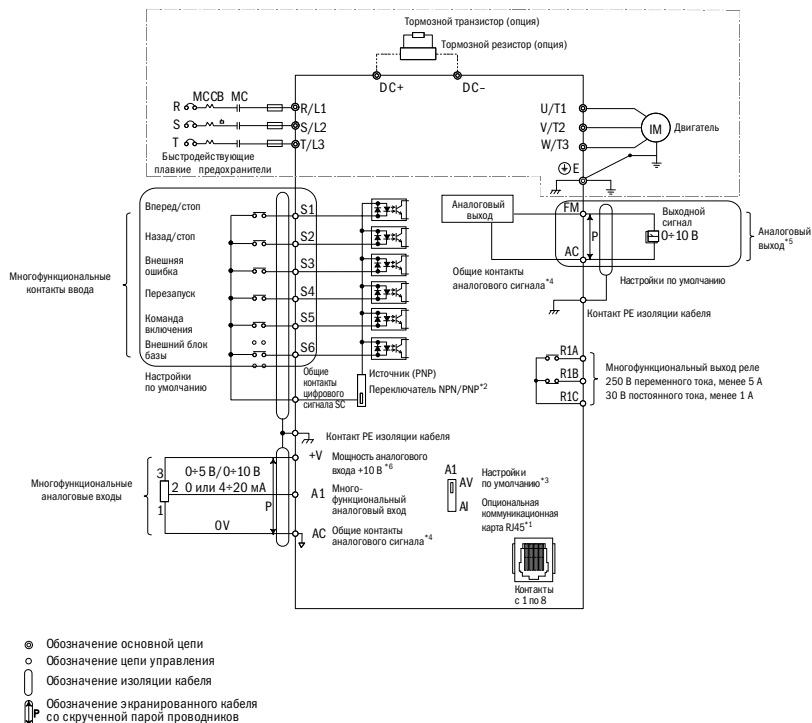 Тормозной транзистор (опция)
Тормозной резистор (опция)
DC+
DC−
MCCB MC
R
R/L1
S
S/L2
T
T/L3
Быстродействующие
плавкие предохранители
U/T1
V/T2
W/T3
IM
Двигатель
E
Многофункциональные
контакты ввода
Вперед/стоп
S1
Назад/стоп
S2
Внешняя
ошибка
S3
Перезапуск
S4
Команда
включения
S5
Внешний блок
базы
S6
Настройки
по умолчанию
Общие
контакты
цифрового
сигнала SC
Источник (PNP)
Переключатель NPN/PNP*2
Аналоговый
выход
FM
AC
P
Выходной
сигнал
0÷10 В
Аналоговый
выход*5
Общие контакты
аналогового сигнала*4
Настройки по умолчанию
Контакт PE изоляции кабеля
R1A
R1B
R1C
Многофункциональный выход реле
250 В переменного тока, менее 5 А
30 В постоянного тока, менее 1 А
Контакт PE изоляции кабеля
Многофункциональные
аналоговые входы
3
2
1
0÷5 В/0÷10 В
0 или 4÷20 мА
0V
P
+V
Мощность аналогового
входа +10 В *6
A1
Много-
функциональный
аналоговый вход
AC
Общие контакты
аналогового сигнала*4
A1
AV
AI
Настройки
по умолчанию*3
Опциональная
коммуникационная
карта RJ45*1
Контакты
с 1 по 8
Обозначение основной цепи
Обозначение цепи управления
Обозначение изоляции кабеля
P
Обозначение экранированного кабеля
со скрученной парой проводников